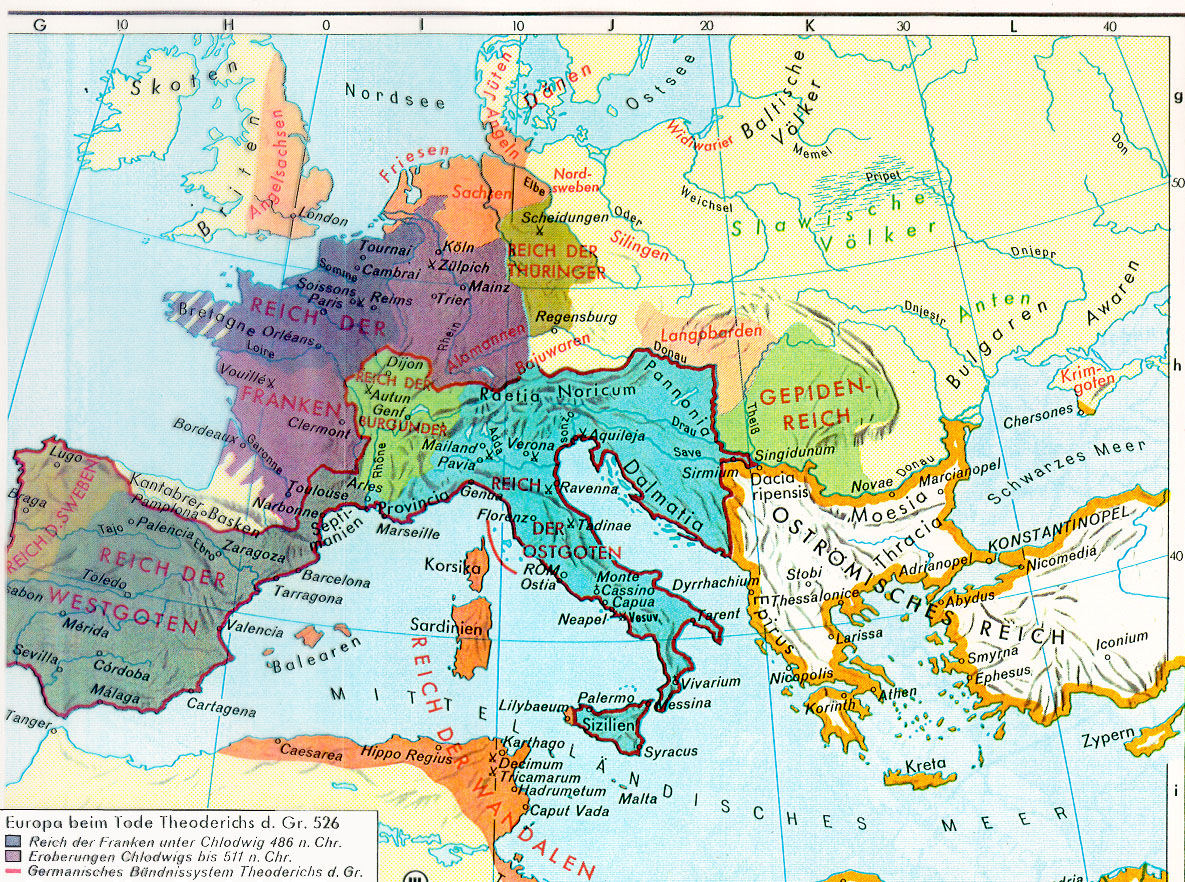 G 10 H 0 I 10 J 20 K 30 L 40
g
50
h
40
i
Skoten
Nordsee
Jüten
Angeln
Dänen
Ostsee
Baltische
Völker
Widiwarier
Memel
Don
Briten
Angelsachsen
London
Friesen
Sachsen
Elbe
Nord-
sweben
Weichsel
Pripet
Slawische
Völker
Scheidungen
Oder
Silingen
REICH DER
THÜRINGER
Dnjepr
Anten
Dnjestr
Bulgaren
Awaren
Tournai
Somme
Cambrai
Köln
Zülpich
Soissons
Paris
Reims
Mainz
Trier
REICH DER
Bretagne
Orléans
Loire
Rhein
Alamannen
Regensburg
Bajuwaren
Langobarden
Donau
Vouillé
FRANKEN
Clermont
Bordeaux
Garonne
Dijon
REICH DER
Autun
Genf
BURGUNDER
Rhône
Raetia
Noricum
Pannonia
Drau
Save
Theiß
GEPIDEN-
REICH
Krim-
goten
Chersones
Mailand
Pavia
Adda
Verona
Isonzo
Aquileja
Sirmium
Singidunum
Dacia
ripensis
Novae
Donau
Marcianopel
Moesia
Schwarzes Meer
Lugo
Braga
REICH D. SWEBEN
Kantabrer
Basken
Pamplona
Toulouse
Narbonne
Arles
Septi-
manien
Provincia
Marseille
Genua
REICH
Ravenna
Dalmatia
Tajo
Palencia
Ebro
Zaragoza
REICH DER
Toledo
WESTGOTEN
Barcelona
Tarragona
Valencia
Mérida
Sevilla
Córdoba
Málaga
Cartagena
Tanger
Balearen
Korsika
Sardinien
Florenz
DER
Tadinae
OSTGOTEN
ROM
Ostia
Monte
Cassino
Capua
Neapel
Vesuv.
Tarent
Dyrrhachium
Epirus
OSTRÖMISCHES
REICH
Stobi
Thessalonice
Thracia
Adrianopel
KONSTANTINOPEL
Nicomedia
Abydus
Larissa
Smyrna
Ephesus
Iconium
Nicopolis
Korinth
Athen
Vivarium
Messina
Palermo
Lilybaeum
Sizilien
Syracus
Malta
Kreta
Zypern
MITTELLÄNDISCHES MEER
Caesarea
Hippo Regius
Karthago
Decimum
Tricamarum
Hadrumetum
Caput Vada
REICH DER WANDALEN
Europa beim Tode Theoderichs d. Gr. 526
Reich der Franken unter Chlodwig 486 n. Chr.
Eroberungen Chlodwigs bis 511 n. Chr.
Germanisches Bündnissystem Theoderichs d. Gr.